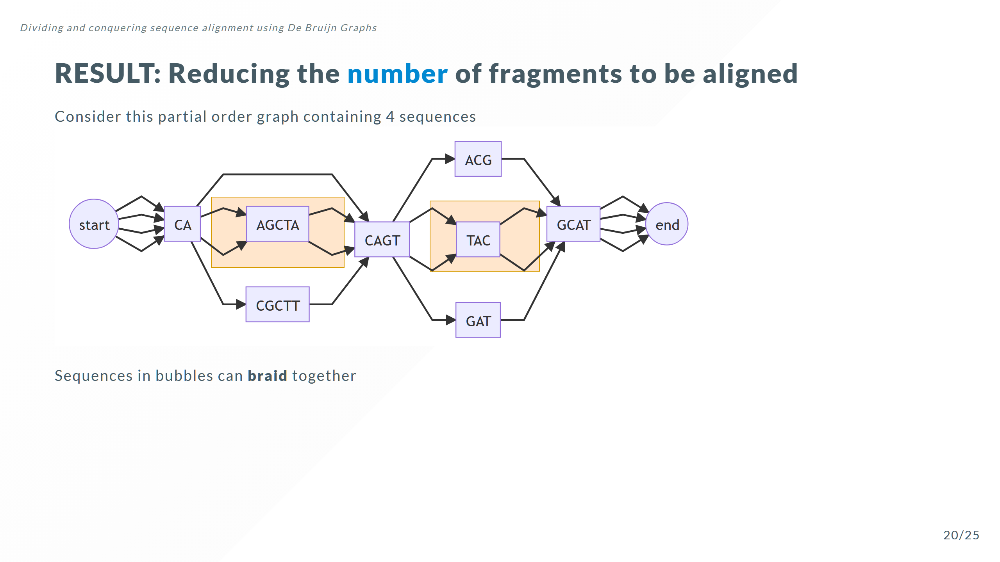 Dividing and conquering sequence alignment using De Bruijn Graphs
RESULT: Reducing the number of fragments to be aligned
Consider this partial order graph containing 4 sequences
ACG
start
CA
AGCTA
CAGT
TAC
GCAT
end
CGCTT
GAT
Sequences in bubbles can braid together
20/25